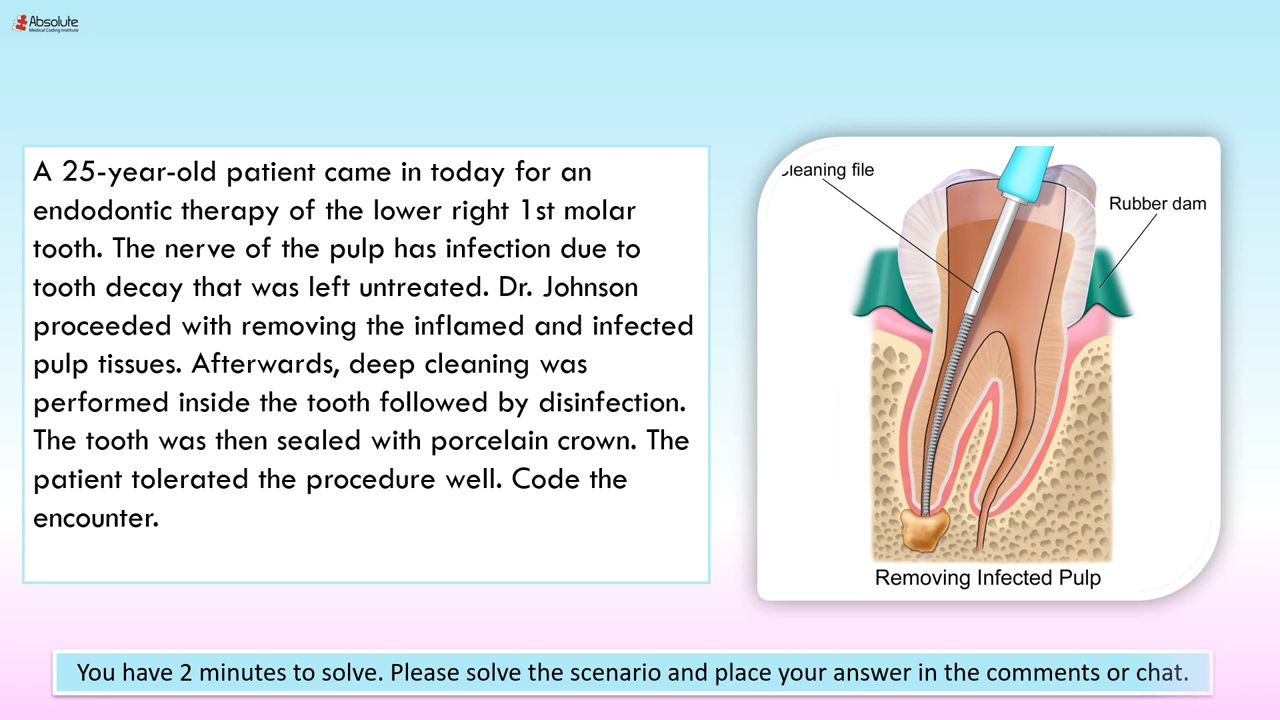 Absolute
Medical Coding Institute
A 25-year-old patient came in today for an
endodontic therapy of the lower right 1st molar
tooth. The nerve of the pulp has infection due to
tooth decay that was left untreated. Dr. Johnson
proceeded with removing the inflamed and infected
pulp tissues. Afterwards, deep cleaning was
performed inside the tooth followed by disinfection.
The tooth was then sealed with porcelain crown. The
patient tolerated the procedure well. Code the
encounter.
leaning file
Rubber dam
Removing Infected Pulp
You have 2 minutes to solve. Please solve the scenario and place your answer in the comments or chat.